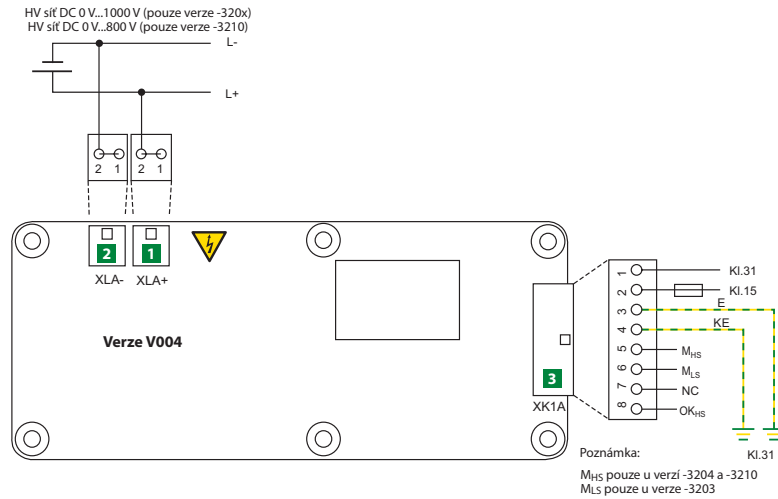 HV síť DC 0 V...1000 V (pouze verze -320x)
HV síť DC 0 V...800 V (pouze verze -3210)
L-
L+
2 1 2 1
2 1
XLA- XLA+
Verze V004
3
XK1A
1 Kl.31
2 Kl.15
3 E
4 KE
5 MHS
6 MLS
7 NC
8 OKHS
Kl.31
Poznámka:
MHS pouze u verzí -3204 a -3210
MLS pouze u verze -3203